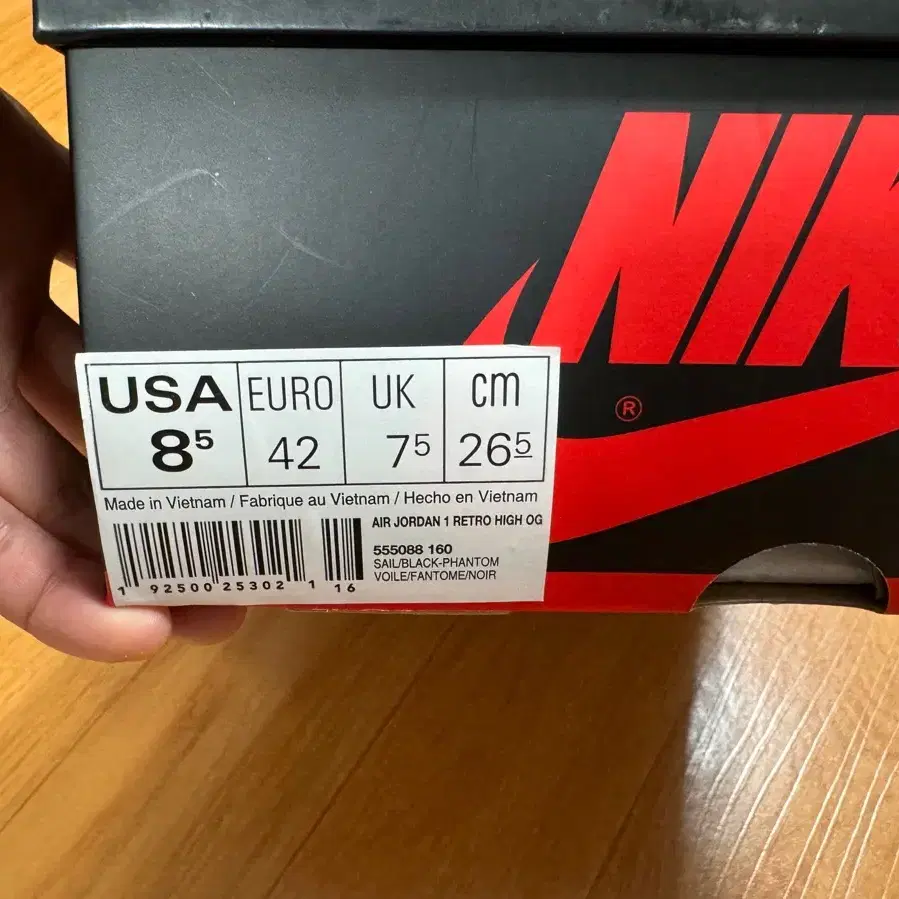 NIK
®
USA EURO UK cm
8⁵ 42 7⁵ 26⁵
Made in Vietnam / Fabrique au Vietnam / Hecho en Vietnam
AIR JORDAN 1 RETRO HIGH OG
555088 160
SAIL/BLACK-PHANTOM
VOILE/FANTOME/NOIR
1 92500 25302 1 16